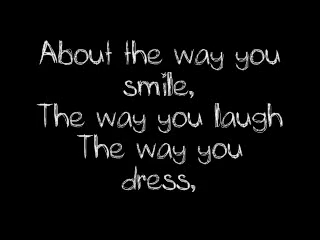 About the way you
smile,
The way you laugh
The way you
dress,